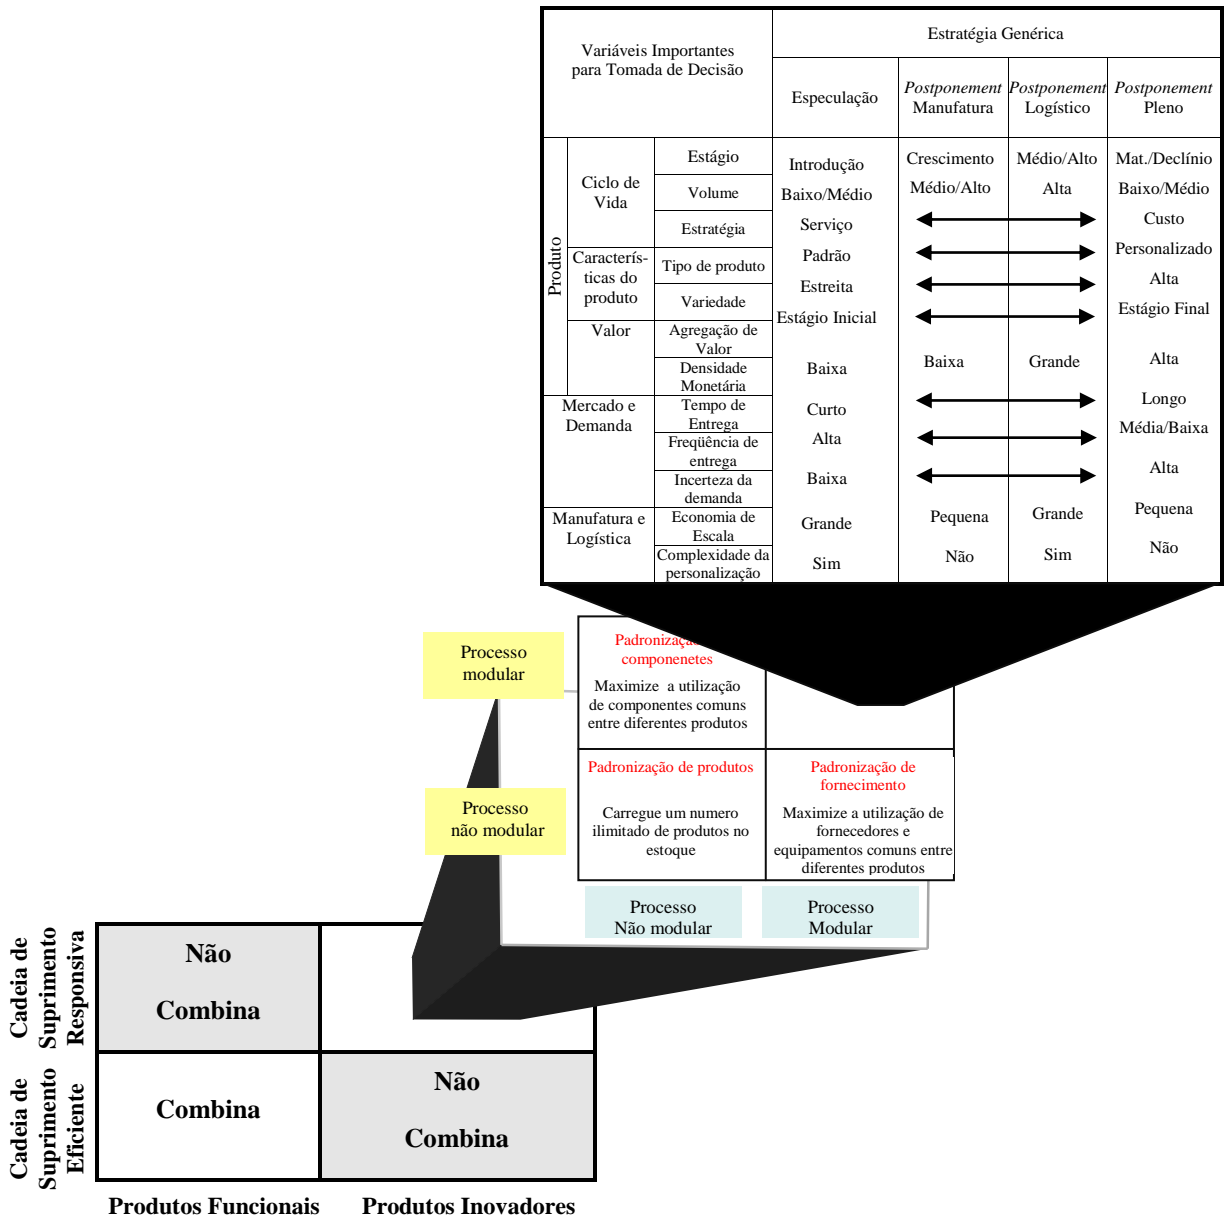 Variáveis Importantes
para Tomada de Decisão
Estratégia Genérica
Especulação
Postponement
Manufatura
Postponement
Logístico
Postponement
Pleno
Produto
Ciclo de
Vida
Estágio
Introdução
Crescimento
Médio/Alto
Mat./Declínio
Volume
Baixo/Médio
Médio/Alto
Alta
Baixo/Médio
Estratégia
Serviço
Custo
Caracterís-
ticas do
produto
Tipo de produto
Padrão
Personalizado
Variedade
Estreita
Alta
Valor
Agregação de
Valor
Estágio Inicial
Estágio Final
Densidade
Monetária
Baixa
Baixa
Grande
Alta
Mercado e
Demanda
Tempo de
Entrega
Curto
Longo
Freqüência de
entrega
Alta
Média/Baixa
Incerteza da
demanda
Baixa
Alta
Manufatura e
Logística
Economia de
Escala
Grande
Pequena
Grande
Pequena
Complexidade da
personalização
Sim
Não
Sim
Não
Processo
modular
componenetes
Maximize a utilização
de componentes comuns
entre diferentes produtos
Processo
não modular
Padronização de produtos
Carregue um numero
ilimitado de produtos no
estoque
Padronização de
fornecimento
Maximize a utilização de
fornecedores e
equipamentos comuns entre
diferentes produtos
Processo
Não modular
Processo
Modular
Cadeia de
Suprimento
Responsiva
Não
Combina
Cadeia de
Suprimento
Eficiente
Combina
Não
Combina
Produtos Funcionais
Produtos Inovadores